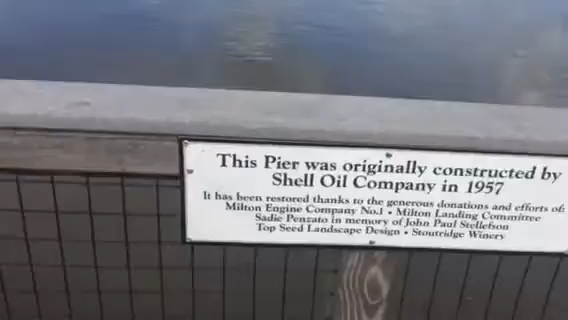 This Pier was originally constructed by
Shell Oil Company in 1957
It has been restored thanks to the generous donations and efforts of:
Milton Engine Company No.1 • Milton Landing Committee
Sadie Penzato in memory of John Paul Stellefson
Top Seed Landscape Design • Stoutridge Winery